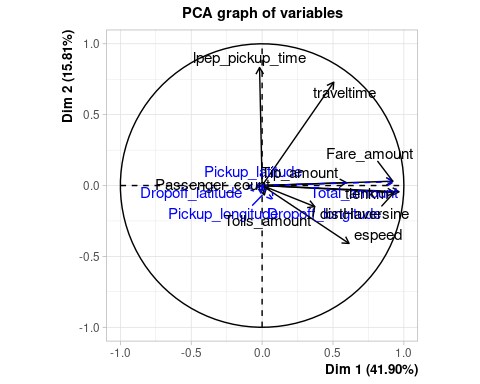 PCA graph of variables
Dim 2 (15.81%)
1.0
0.5
0.0
-0.5
-1.0
lpep_pickup_time
traveltime
Fare_amount
Pickup_latitude
Tip_amount
Passenger_count
Dropoff_latitude
Pickup_longitude
Dropoff_longitude
Tolls_amount
espeed
-1.0 -0.5 0.0 0.5 1.0
Dim 1 (41.90%)